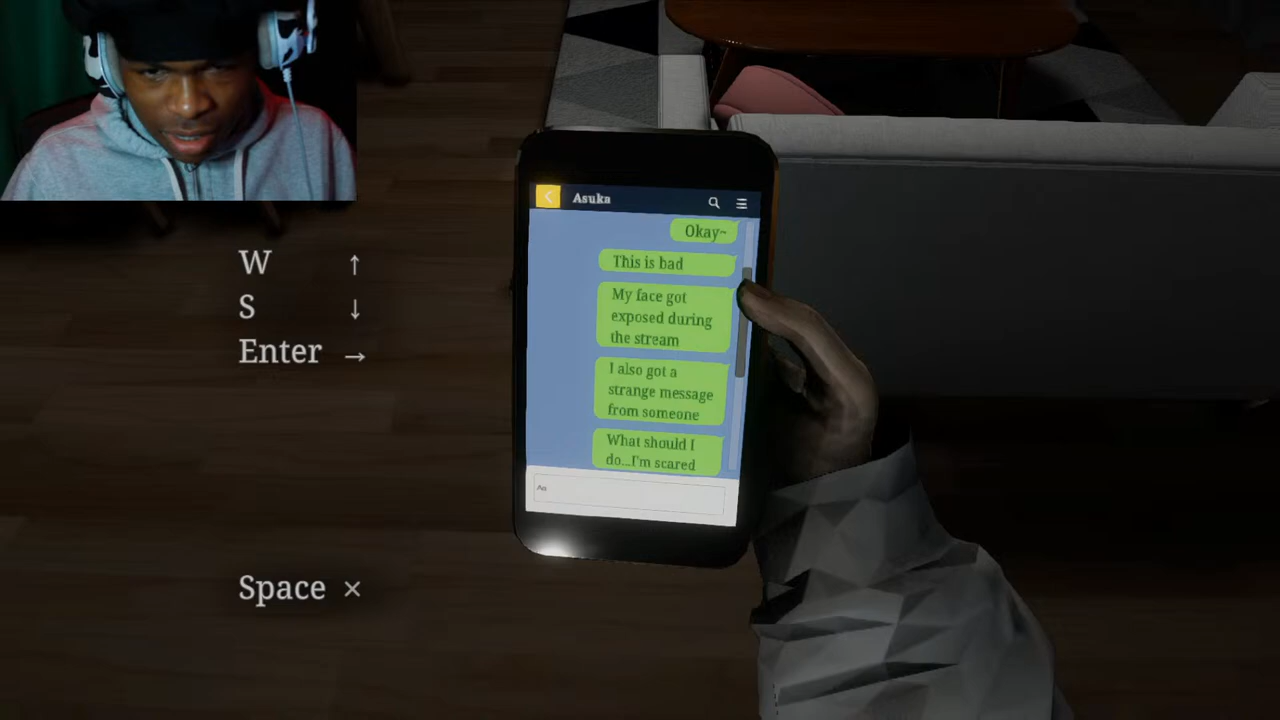 W ↑
S ↓
Enter →
Space ×
Asuka
Okay~
This is bad
My face got
exposed during
the stream
I also got a
strange message
from someone
What should I
do...I'm scared
Aa